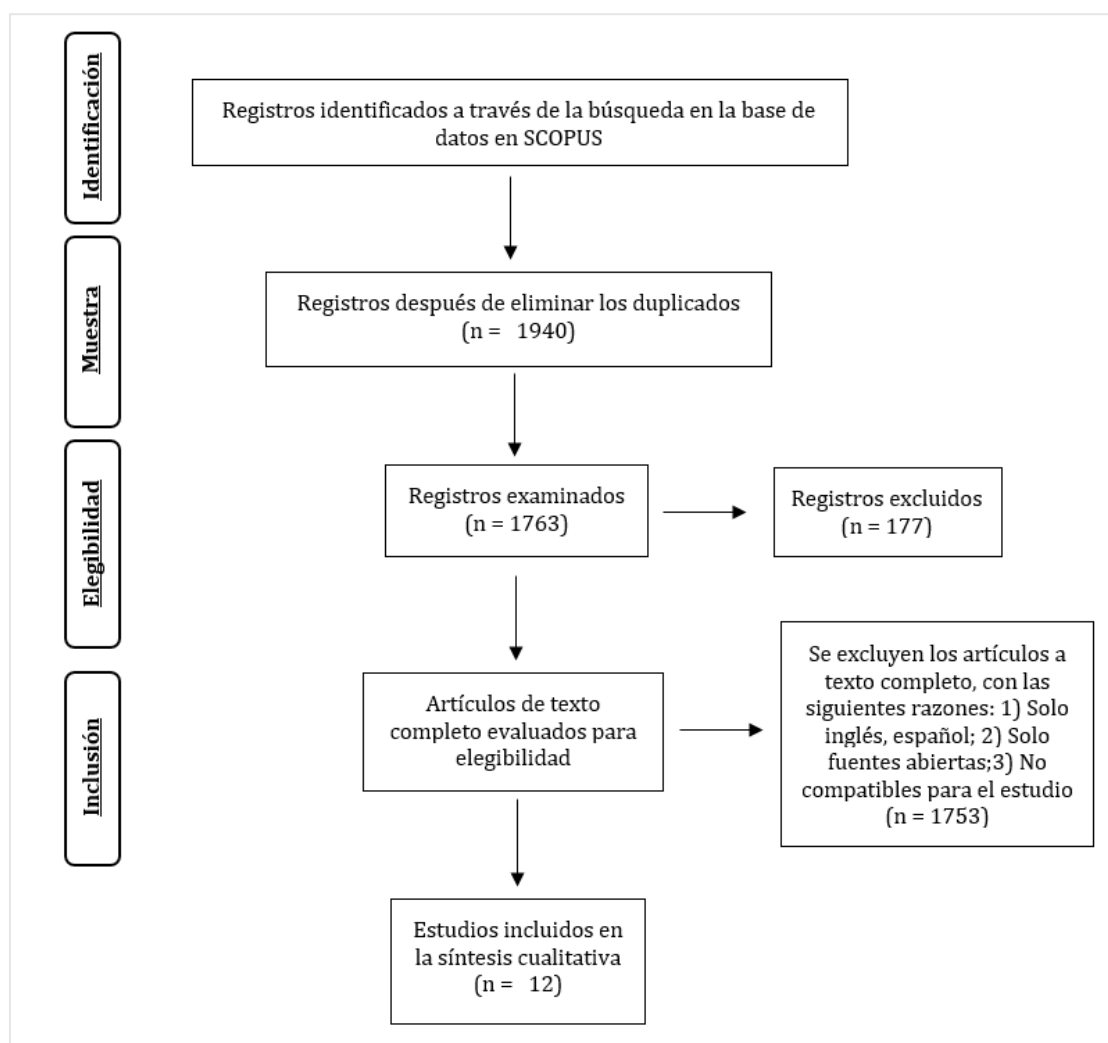 Identificación
Registros identificados a través de la búsqueda en la base de
datos en SCOPUS
Muestra
Registros después de eliminar los duplicados
(n = 1940)
Elegibilidad
Registros examinados
(n = 1763)
Registros excluidos
(n = 177)
Inclusión
Artículos de texto
completo evaluados para
elegibilidad
Se excluyen los artículos a
texto completo, con las
siguientes razones: 1) Solo
inglés, español; 2) Solo
fuentes abiertas;3) No
compatibles para el estudio
(n = 1753)
Estudios incluidos en
la síntesis cualitativa
(n = 12)